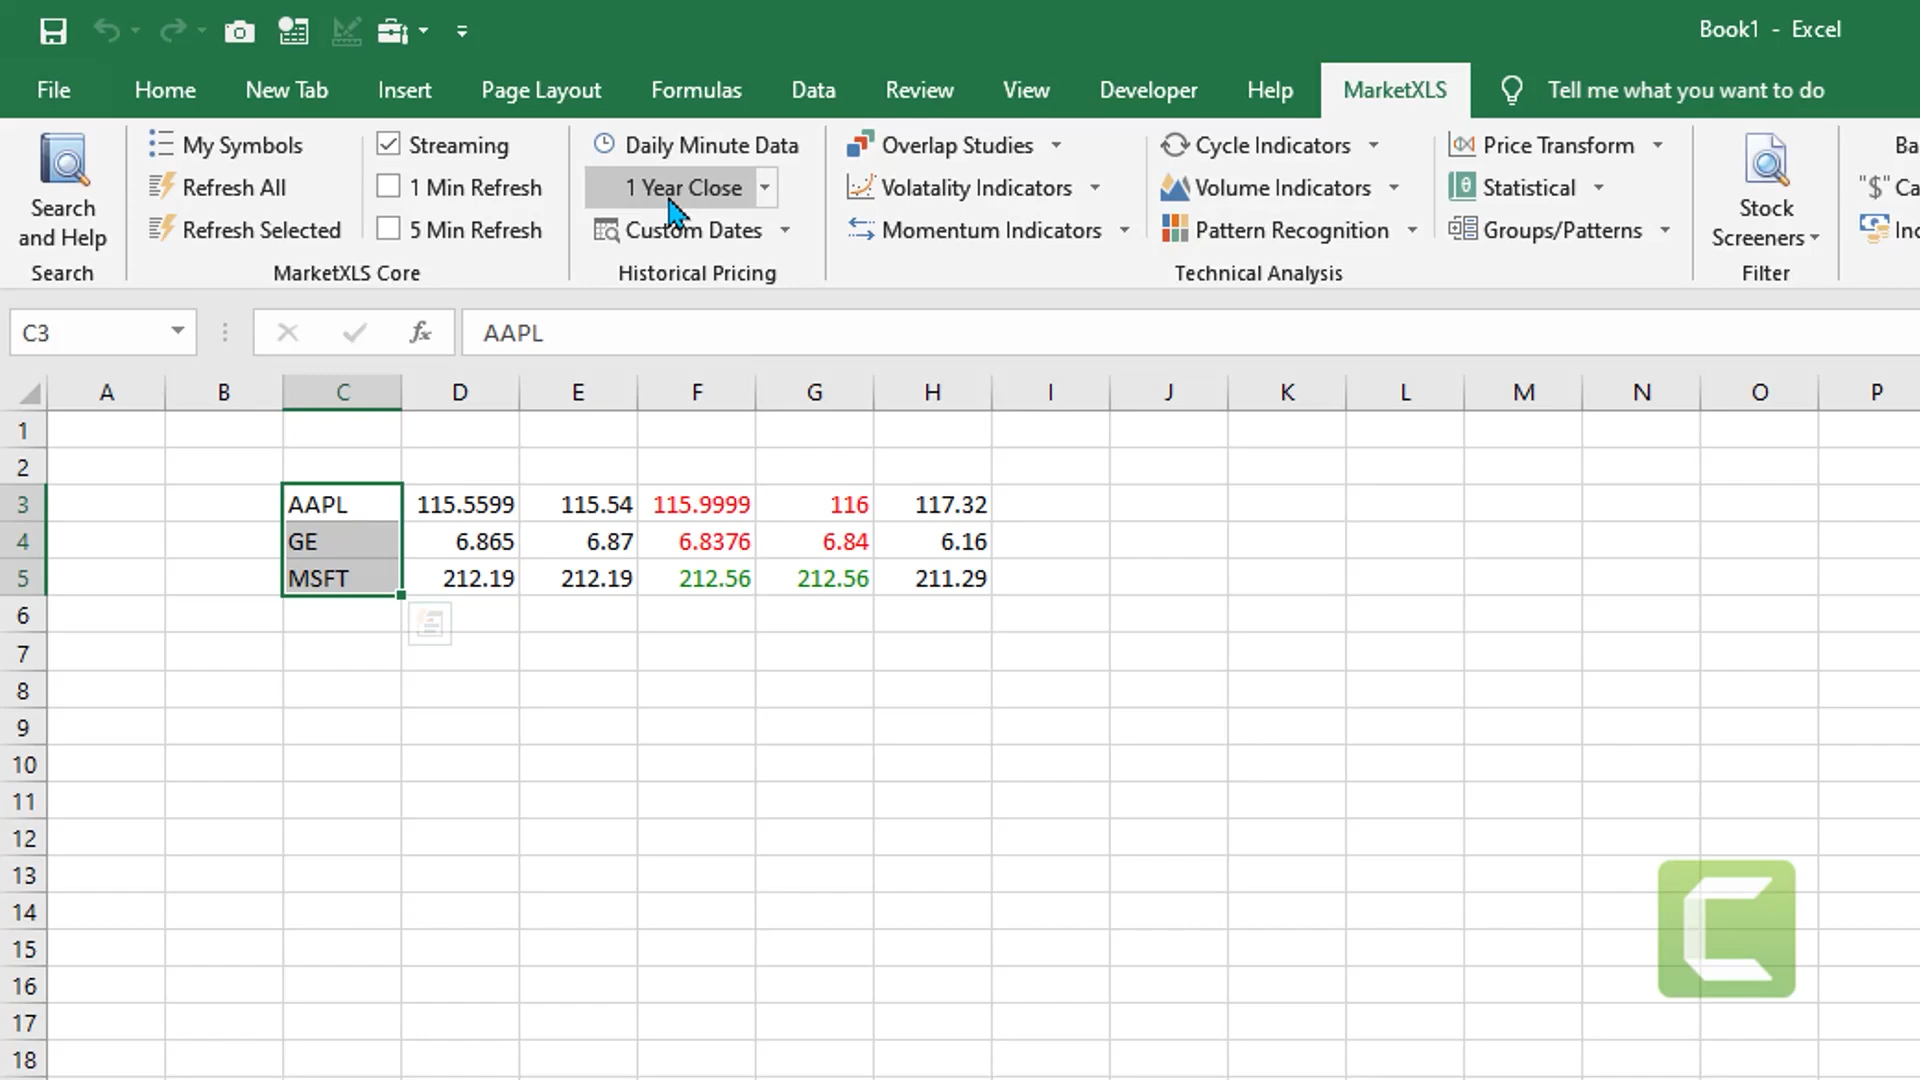 Book1 - Excel
File Home New Tab Insert Page Layout Formulas Data Review View Developer Help MarketXLS Tell me what you want to do
Search and Help
Search
My Symbols
Refresh All
Refresh Selected
Streaming
1 Min Refresh
5 Min Refresh
MarketXLS Core
Daily Minute Data
1 Year Close
Custom Dates
Historical Pricing
Overlap Studies
Volatality Indicators
Momentum Indicators
Cycle Indicators
Volume Indicators
Pattern Recognition
Price Transform
Statistical
Groups/Patterns
Technical Analysis
Stock
Screeners
Filter
Ba
"$" Ca
Inc
C3 fx AAPL
A B C D E F G H I J K L M N O P
1
2
3 AAPL 115.5599 115.54 115.9999 116 117.32
4 GE 6.865 6.87 6.8376 6.84 6.16
5 MSFT 212.19 212.19 212.56 212.56 211.29
6
7
8
9
10
11
12
13
14
15
16
17
18